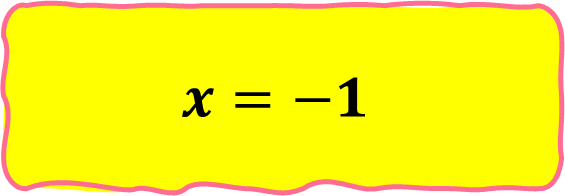 x = −1